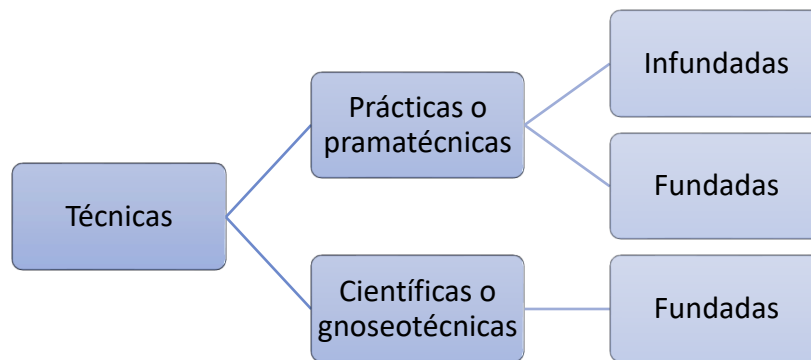 Técnicas
Prácticas o
pramatécnicas
Infundadas
Fundadas
Científicas o
gnoseotécnicas
Fundadas